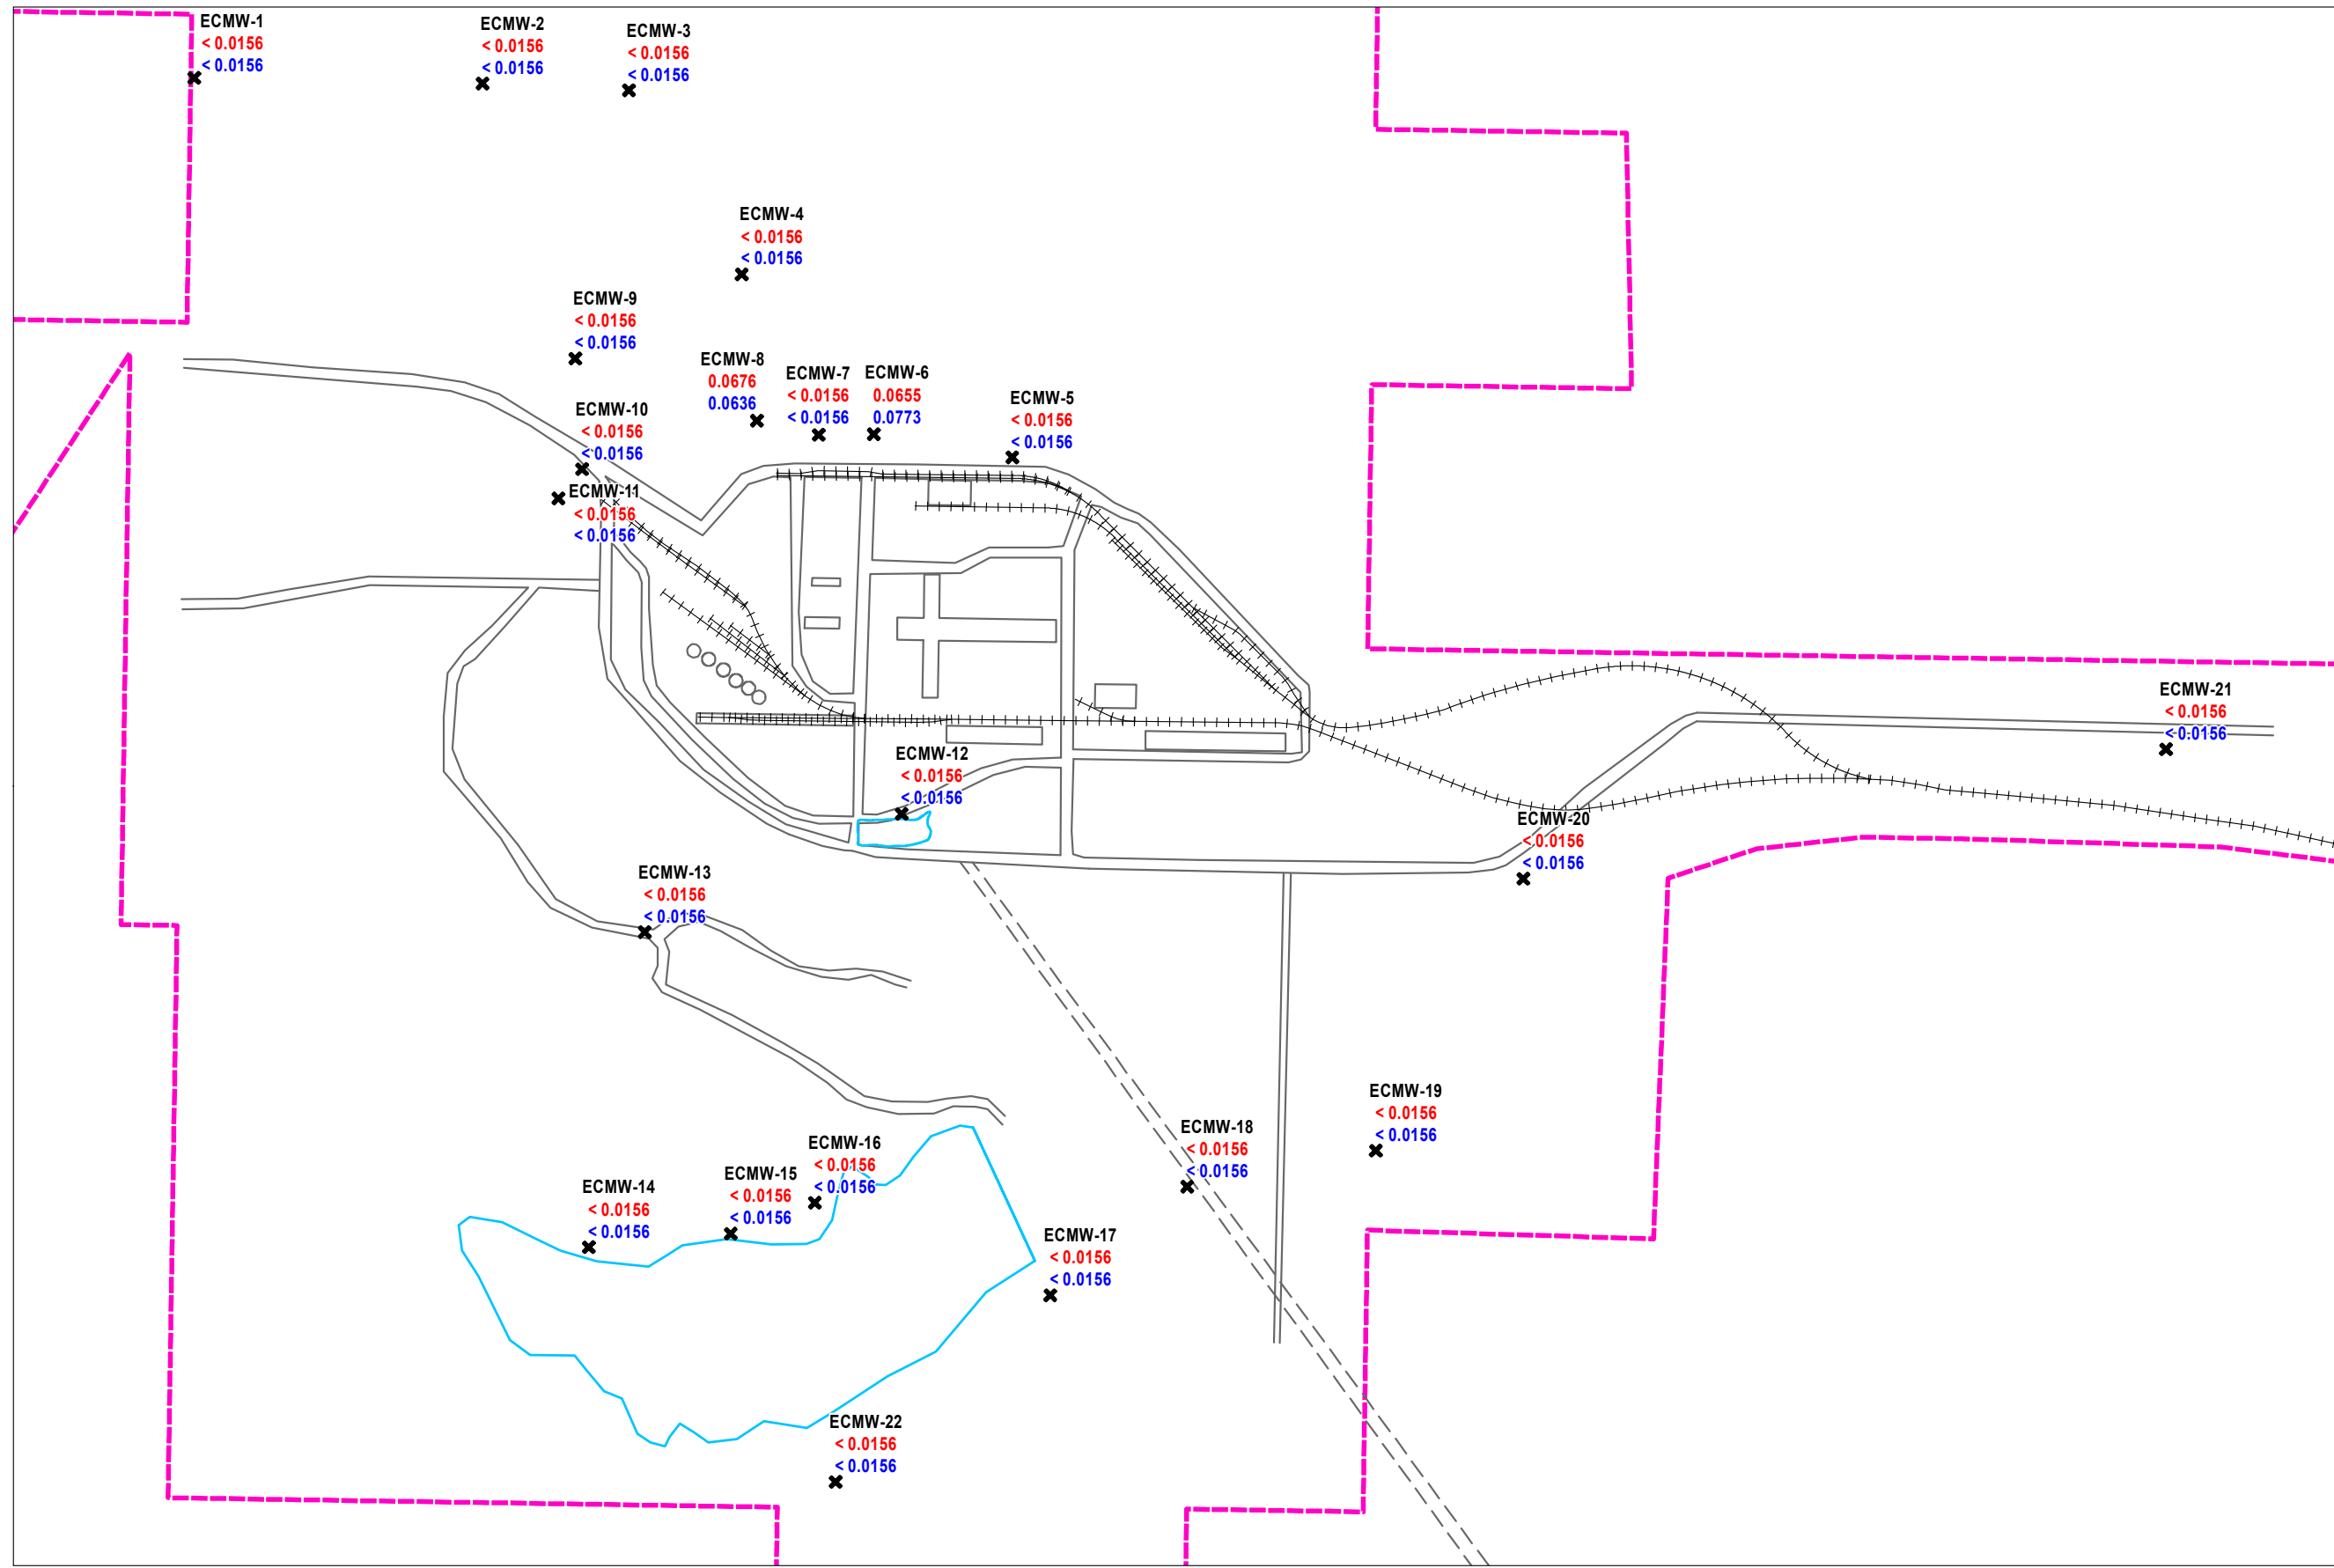 ECMW-1
< 0.0156
< 0.0156
ECMW-2
< 0.0156
< 0.0156
ECMW-3
< 0.0156
< 0.0156
ECMW-4
< 0.0156
< 0.0156
ECMW-9
< 0.0156
< 0.0156
ECMW-8
0.0676
0.0636
ECMW-7
< 0.0156
< 0.0156
ECMW-6
0.0655
0.0773
ECMW-5
< 0.0156
< 0.0156
ECMW-10
< 0.0156
< 0.0156
ECMW-11
< 0.0156
< 0.0156
ECMW-21
< 0.0156
< 0.0156
ECMW-12
< 0.0156
< 0.0156
ECMW-20
< 0.0156
< 0.0156
ECMW-13
< 0.0156
< 0.0156
ECMW-19
< 0.0156
< 0.0156
ECMW-18
< 0.0156
< 0.0156
ECMW-16
< 0.0156
< 0.0156
ECMW-15
< 0.0156
< 0.0156
ECMW-14
< 0.0156
< 0.0156
ECMW-17
< 0.0156
< 0.0156
ECMW-22
< 0.0156
< 0.0156